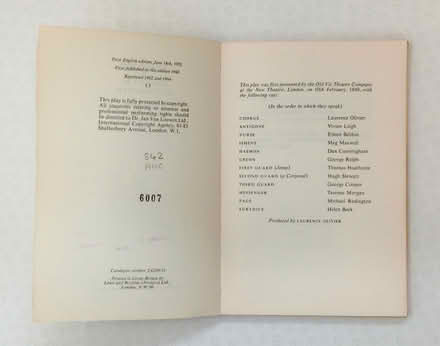 First English edition, June 14th, 1951
First published in this edition 1960
Reprinted 1962 and 1964
1.3
This play is fully protected by copyright.
All enquiries relating to amateur and
professional performing rights should
be directed to Dr. Jan Van Loewen Ltd.,
International Copyright Agency, 81-83
Shaftesbury Avenue, London, W.1.
842
ANO
6007
Catalogue number
Printed in Great Britain by
London, N.W.
This play was first presented by the Old Vic Theatre Company
at the New Theatre, London, on 10th February, 1949, with
the following cast:
(In the order in which they speak)
CHORUS Laurence Olivier
ANTIGONE Vivien Leigh
NURSE Eileen Beldon
ISMENE Meg Maxwell
HAEMON Dan Cunningham
CREON George Relph
FIRST GUARD (Jonas) Thomas Heathcote
SECOND GUARD (a Corporal) Hugh Stewart
THIRD GUARD George Cooper
MESSENGER Terence Morgan
PAGE Michael Redington
EURYDICE Helen Beck
Produced by LAURENCE OLIVIER